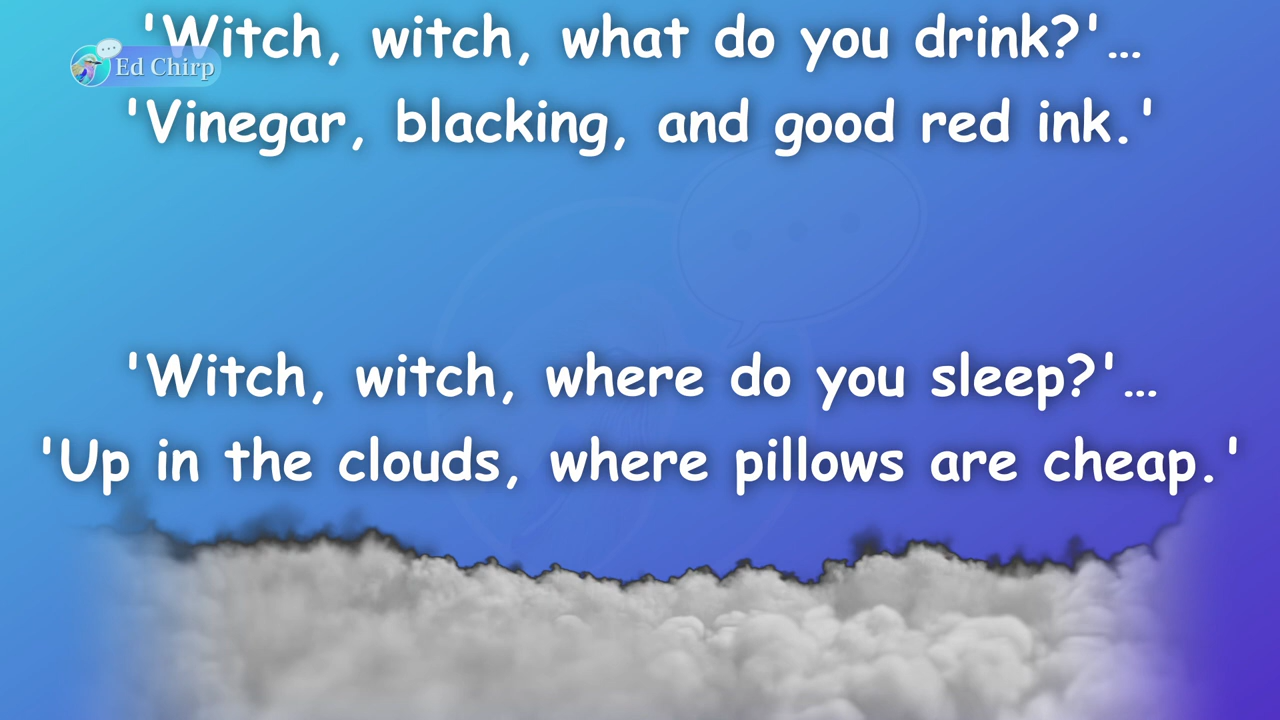 'Witch, witch, what do you drink?'...
Ed Chirp
'Vinegar, blacking, and good red ink.'
'Witch, witch, where do you sleep?'...
'Up in the clouds, where pillows are cheap.'